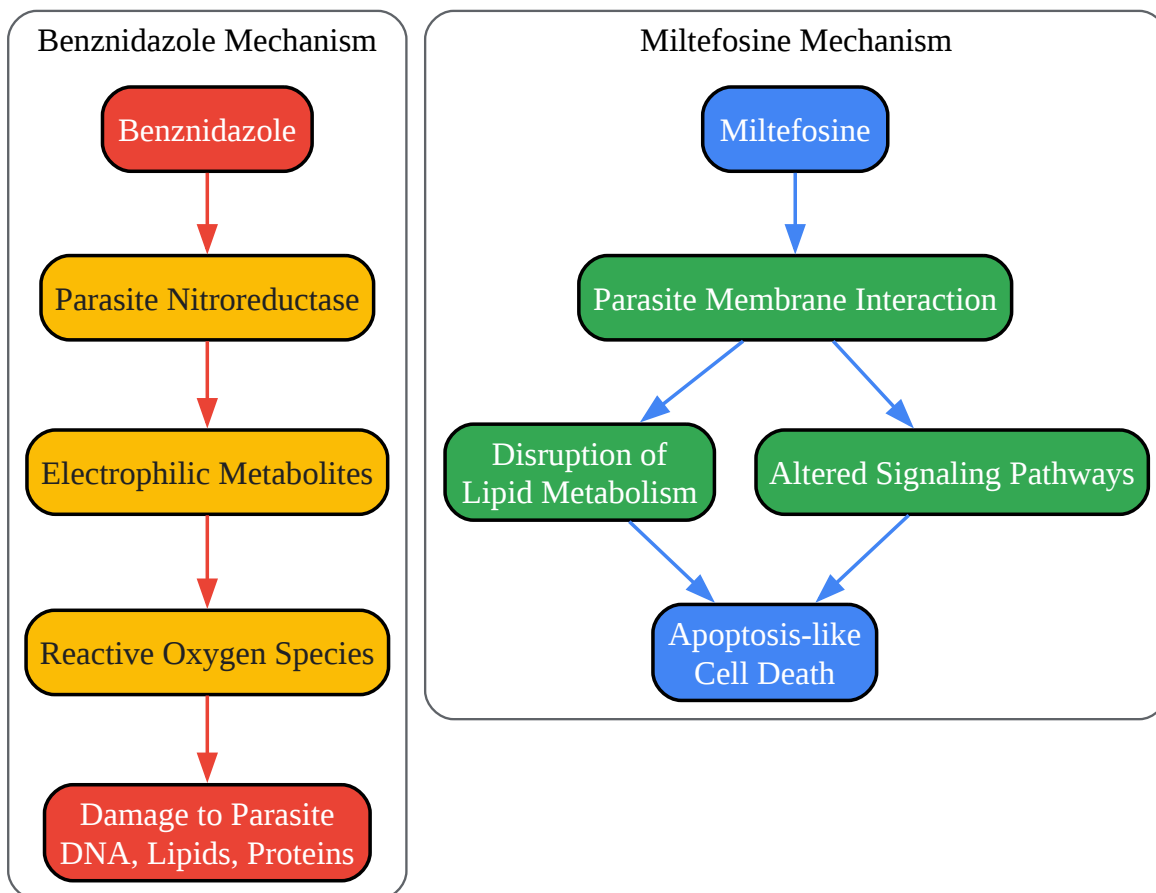 Benznidazole Mechanism
Benznidazole
Parasite Nitroreductase
Electrophilic Metabolites
Reactive Oxygen Species
Damage to Parasite
DNA, Lipids, Proteins
Miltefosine Mechanism
Miltefosine
Parasite Membrane Interaction
Disruption of
Lipid Metabolism
Altered Signaling Pathways
Apoptosis-like
Cell Death